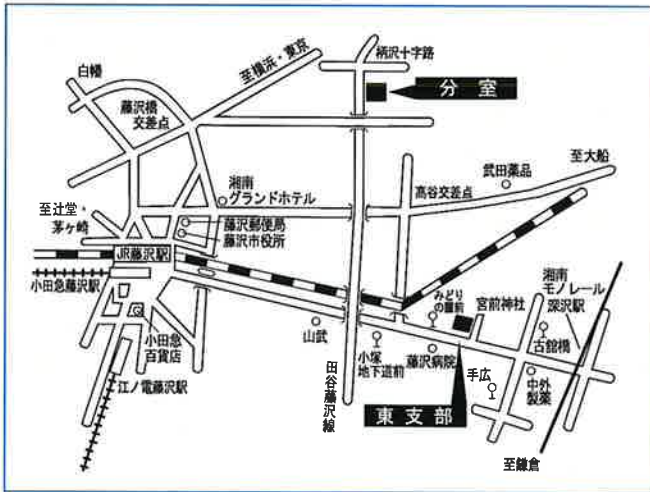 白幡
至横浜・東京
柄沢十字路
分室
藤沢橋
交差点
湘南
グランドホテル
武田薬品
至大船
高谷交差点
至辻堂・
茅ヶ崎
藤沢郵便局
藤沢市役所
JR藤沢駅
小田急藤沢駅
湘南
モノレール
深沢駅
みどり
の園前
宮前神社
小田急
百貨店
山武
小塚
地下道前
藤沢病院
古館橋
江ノ電藤沢駅
田谷藤沢線
手広
中外
製薬
東支部
至鎌倉